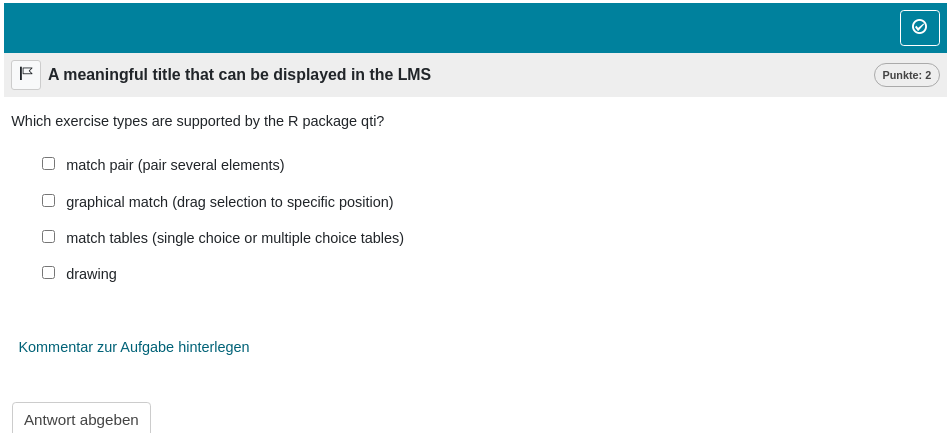 A meaningful title that can be displayed in the LMS
Punkte: 2
Which exercise types are supported by the R package qti?
match pair (pair several elements)
graphical match (drag selection to specific position)
match tables (single choice or multiple choice tables)
drawing
Kommentar zur Aufgabe hinterlegen
Antwort abgeben